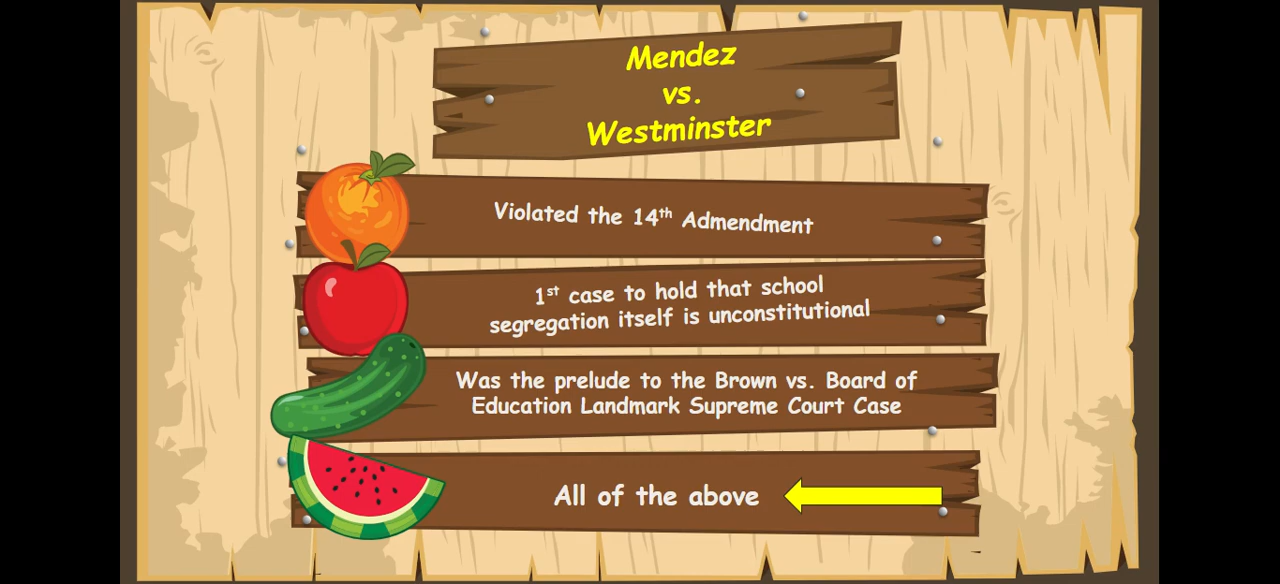 Mendez
vs.
Westminster
Violated the 14th Admendment
1st case to hold that school
segregation itself is unconstitutional
Was the prelude to the Brown vs. Board of
Education Landmark Supreme Court Case
All of the above